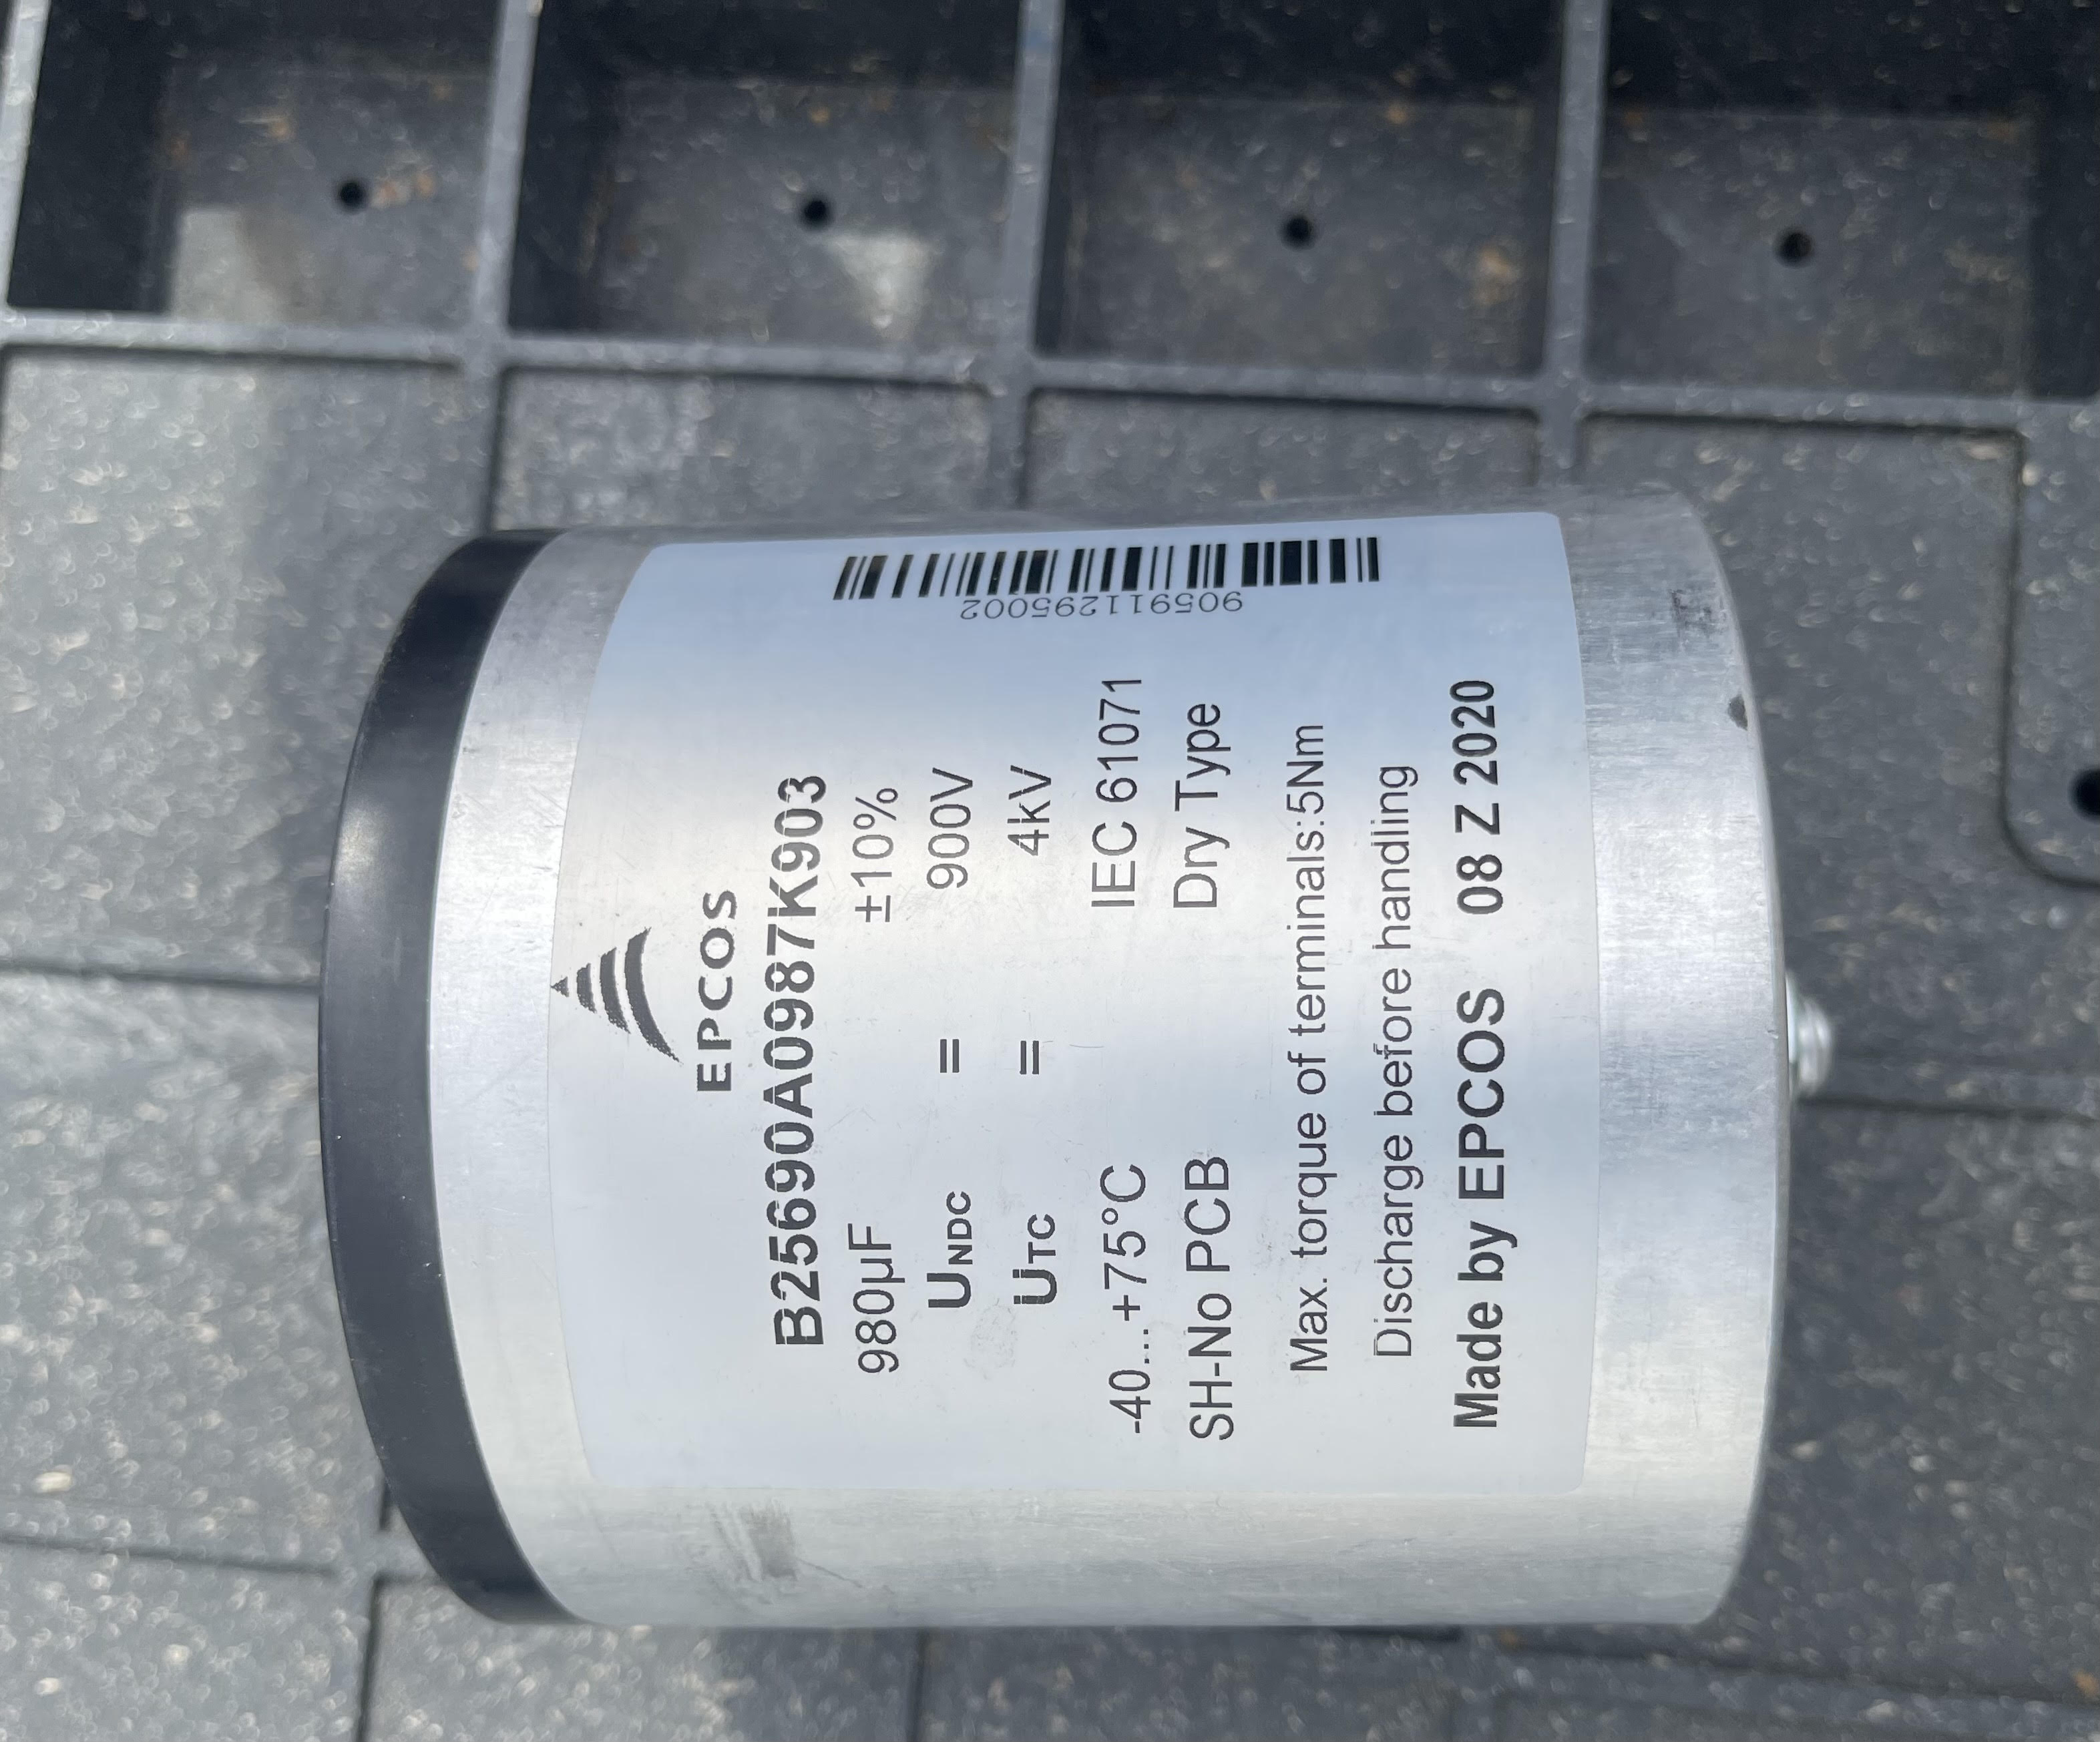 EPCOS
B25690A0987K903
980µF ±10%
UNDC = 900V
UTC = 4kV
-40...+75°C IEC 61071
SH-No PCB Dry Type
Max. torque of terminals:5Nm
Discharge before handling
Made by EPCOS 08 Z 2020
905911295002